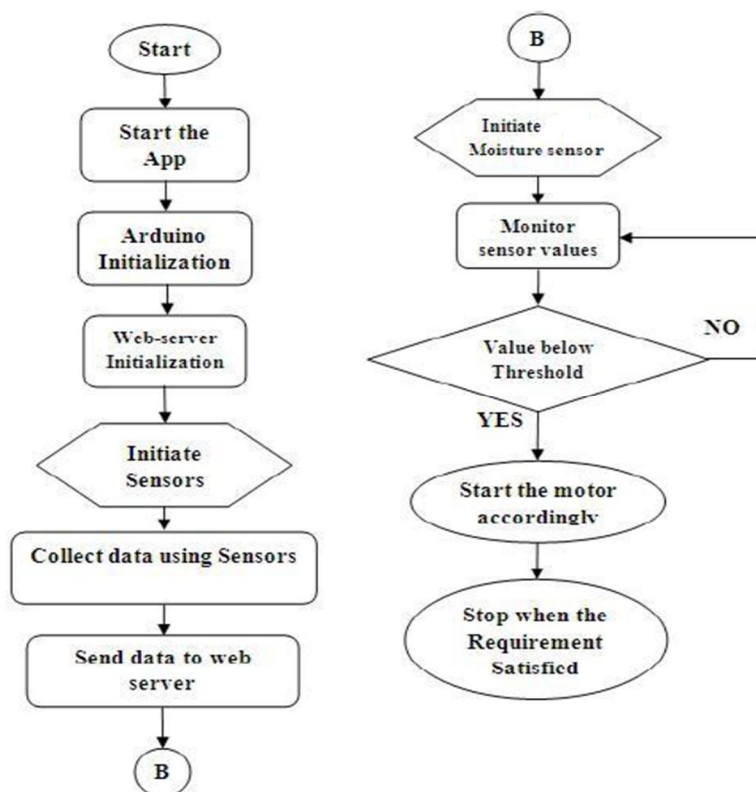 Start
Start the
App
Arduino
Initialization
Web-server
Initialization
Initiate
Sensors
Collect data using Sensors
Send data to web
server
B
B
Initiate
Moisture sensor
Monitor
sensor values
Value below
Threshold
NO
YES
Start the motor
accordingly
Stop when the
Requirement
Satisfied